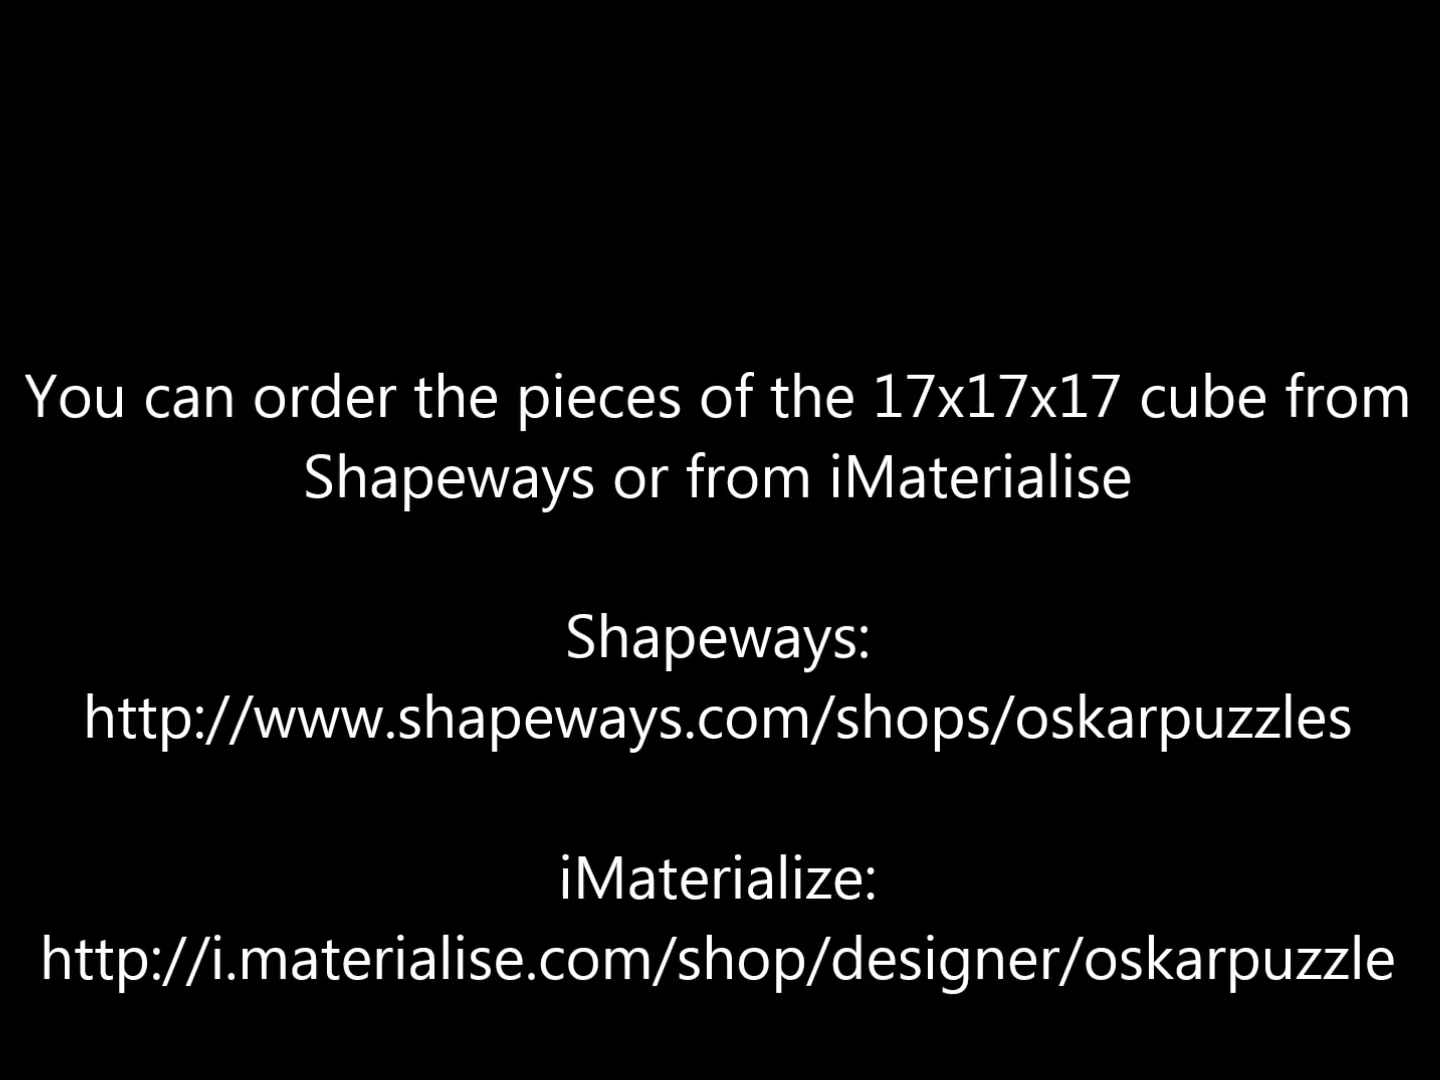 You can order the pieces of the 17x17x17 cube from
Shapeways or from iMaterialise
Shapeways:
http://www.shapeways.com/shops/oskarpuzzles
iMaterialize:
http://i.materialise.com/shop/designer/oskarpuzzle